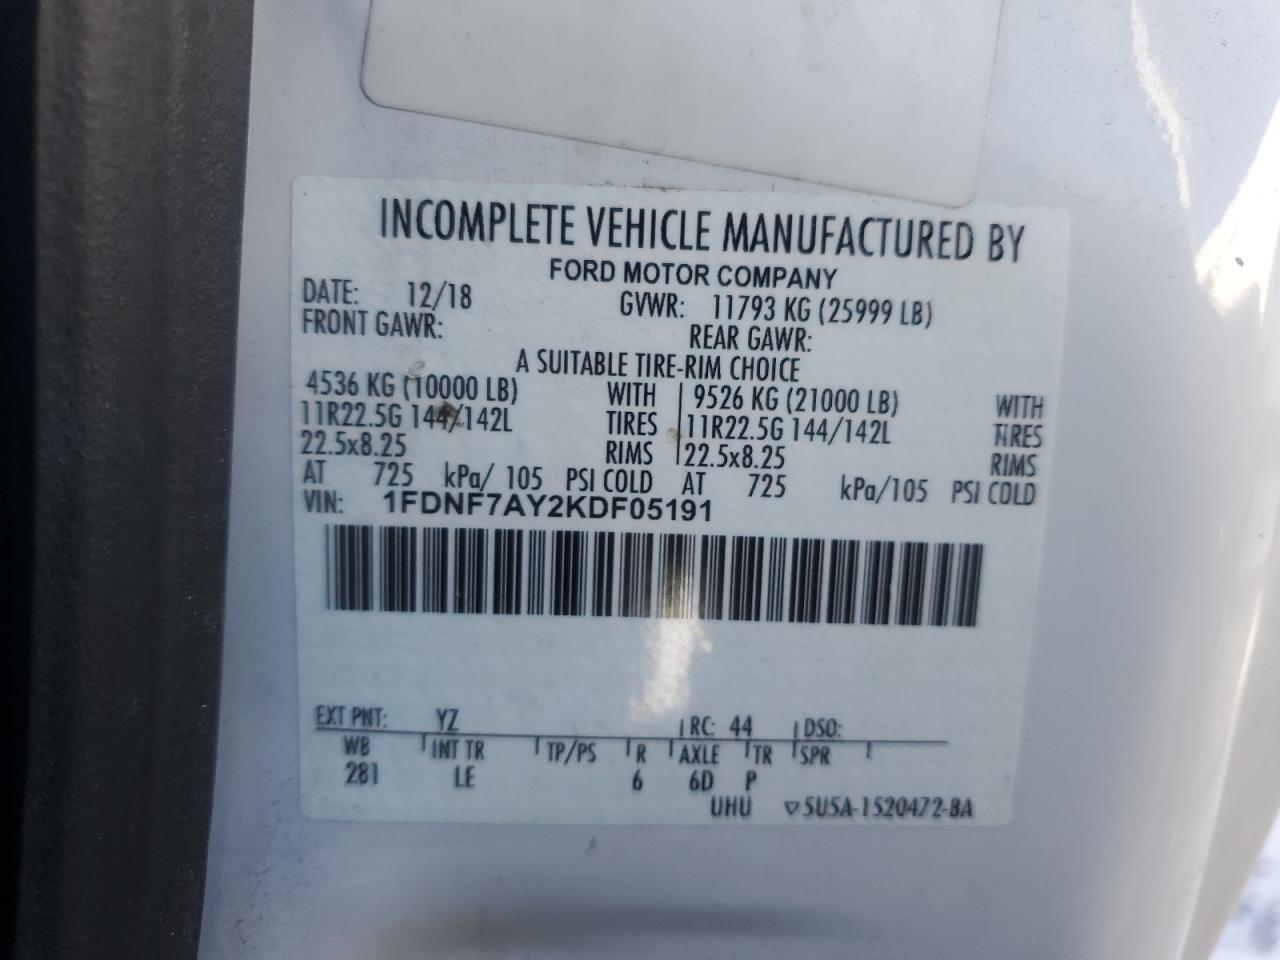 INCOMPLETE VEHICLE MANUFACTURED BY
FORD MOTOR COMPANY
DATE: 12/18 GVWR: 11793 KG (25999 LB)
FRONT GAWR: REAR GAWR:
A SUITABLE TIRE-RIM CHOICE
4536 KG (10000 LB) WITH 9526 KG (21000 LB) WITH
11R22.5G 144/142L TIRES 11R22.5G 144/142L TIRES
22.5x8.25 RIMS 22.5x8.25 RIMS
AT 725 kPa/ 105 PSI COLD AT 725 kPa/105 PSI COLD
VIN: 1FDNF7AY2KDF05191
EXT PNT: YZ RC: 44 DSO:
WB INT TR TP/PS R AXLE TR SPR
281 LE 6 6D P
UHU ▽5U5A-1520472-BA